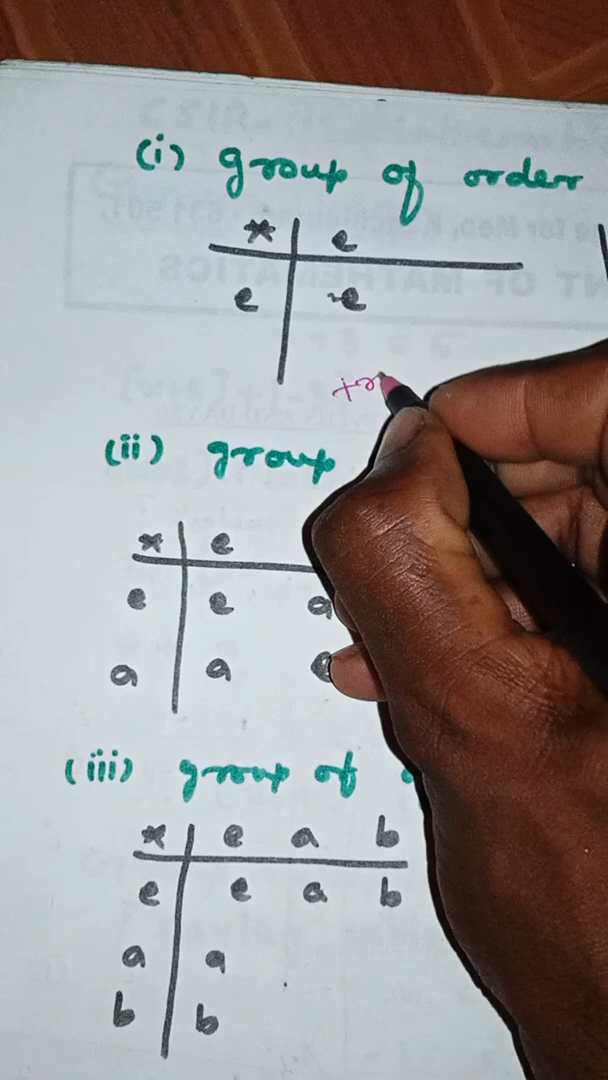 (i) group of order
* e
e e
(ii) group
* e
e e a
a a e
(iii) group of
* e a b
e e a b
a a
b b